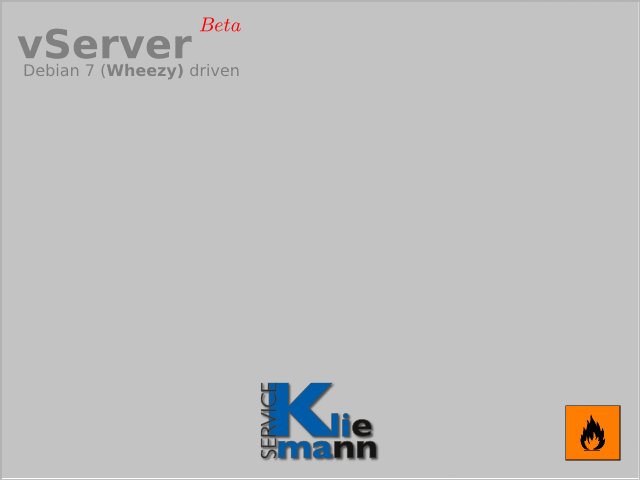 Beta
vServer
Debian 7 (Wheezy) driven
SERVICE
Klie
mann